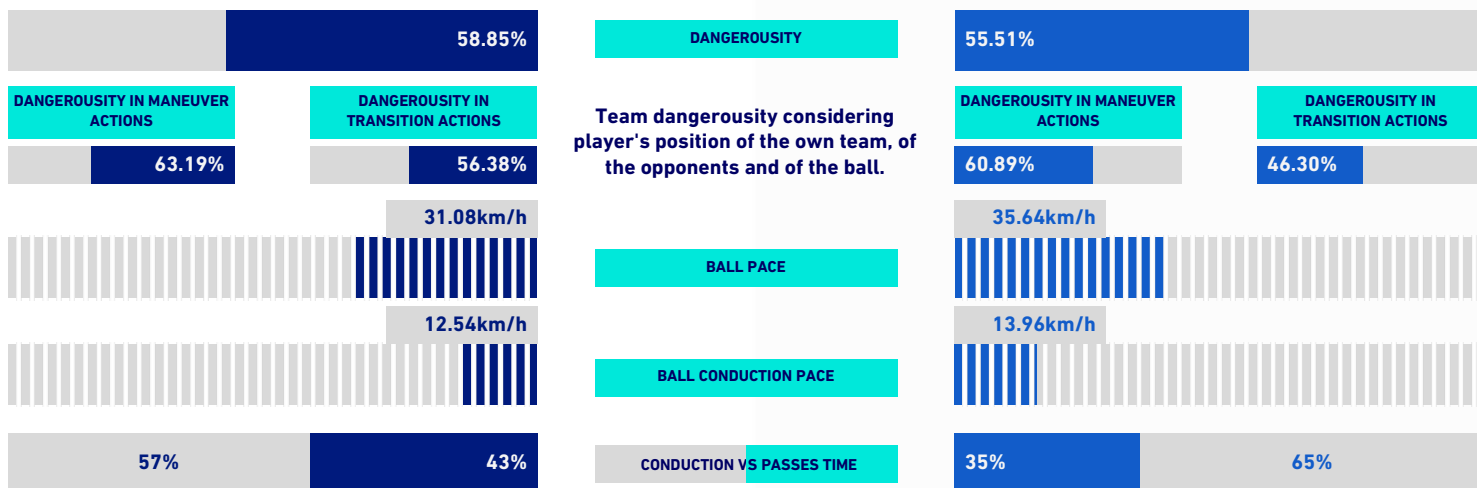 58.85%
DANGEROUSITY
55.51%
DANGEROUSITY IN MANEUVER
ACTIONS
DANGEROUSITY IN
TRANSITION ACTIONS
63.19%
56.38%
Team dangerousity considering
player's position of the own team, of
the opponents and of the ball.
DANGEROUSITY IN MANEUVER
ACTIONS
DANGEROUSITY IN
TRANSITION ACTIONS
60.89%
46.30%
31.08km/h
BALL PACE
35.64km/h
12.54km/h
BALL CONDUCTION PACE
13.96km/h
57%
43%
CONDUCTION VS PASSES TIME
35%
65%